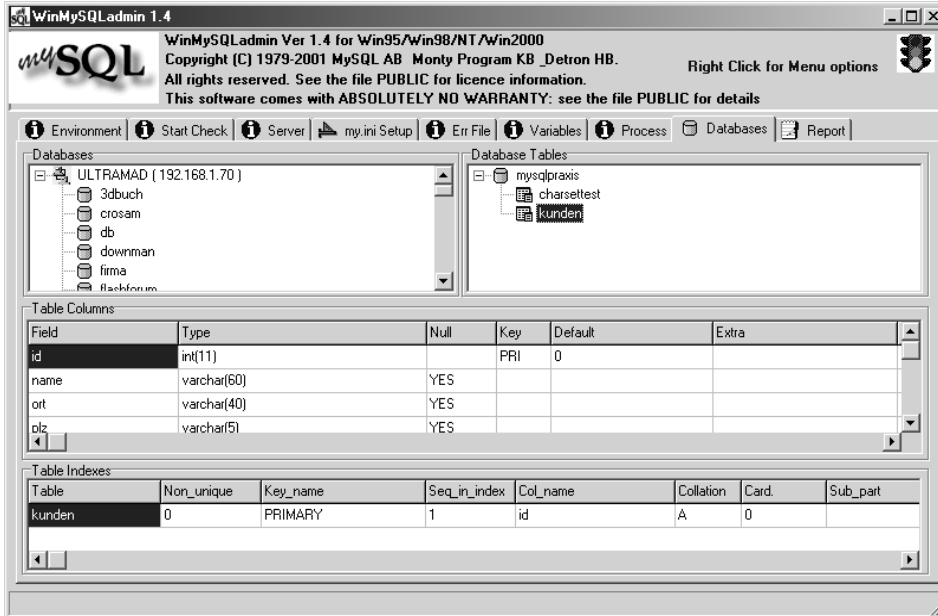 WinMySQLadmin 1.4
mySQL
WinMySQLadmin Ver 1.4 for Win95/Win98/NT/Win2000
Copyright (C) 1979-2001 MySQL AB Monty Program KB _Detron HB.
All rights reserved. See the file PUBLIC for licence information.
This software comes with ABSOLUTELY NO WARRANTY: see the file PUBLIC for details
Right Click for Menu options
Environment Start Check Server my.ini Setup Err File Variables Process Databases Report
Databases
ULTRAMAD ( 192.168.1.70 )
3dbuch
crosam
db
downman
firma
flashforum
Database Tables
mysqlpraxis
charsettest
kunden
Table Columns
Field Type Null Key Default Extra
id int(11) PRI 0
name varchar(60) YES
ort varchar(40) YES
plz varchar(5) YES
Table Indexes
Table Non_unique Key_name Seq_in_index Col_name Collation Card. Sub_part
kunden 0 PRIMARY 1 id A 0